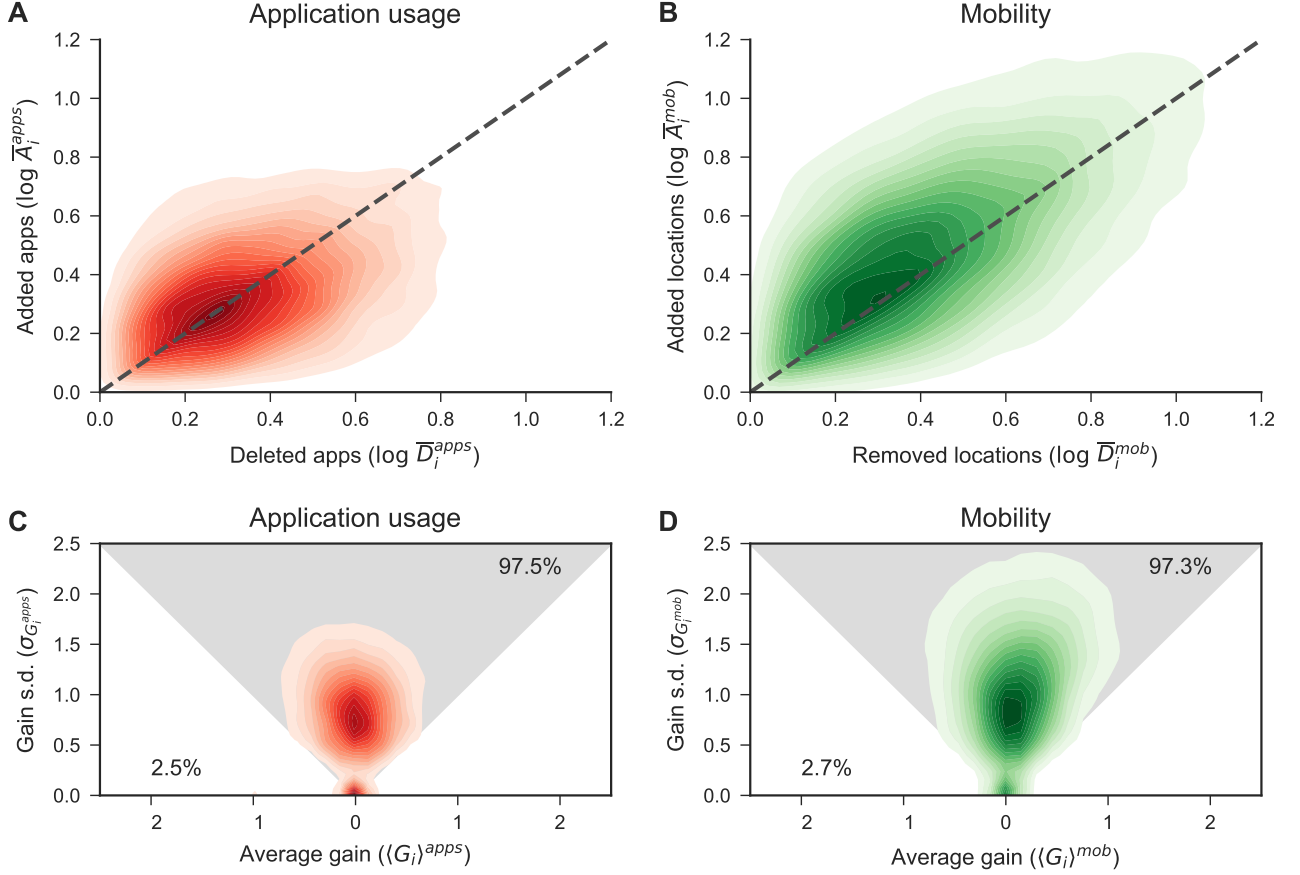 A Application usage
1.2
1.0
0.8
0.6
0.4
0.2
0.0
Added apps (log A̅ᵢᵃᵖᵖˢ)
0.0 0.2 0.4 0.6 0.8 1.0 1.2
Deleted apps (log D̅ᵢᵃᵖᵖˢ)
B Mobility
1.2
1.0
0.8
0.6
0.4
0.2
0.0
Added locations (log A̅ᵢᵐᵒᵇ)
0.0 0.2 0.4 0.6 0.8 1.0 1.2
Removed locations (log D̅ᵢᵐᵒᵇ)
C Application usage
2.5
2.0
1.5
1.0
0.5
0.0
Gain s.d. (σ_Gᵢᵃᵖᵖˢ)
97.5%
2.5%
2 1 0 1 2
Average gain (⟨Gᵢ⟩ᵃᵖᵖˢ)
D Mobility
2.5
2.0
1.5
1.0
0.5
0.0
Gain s.d. (σ_Gᵢᵐᵒᵇ)
97.3%
2.7%
2 1 0 1 2
Average gain (⟨Gᵢ⟩ᵐᵒᵇ)